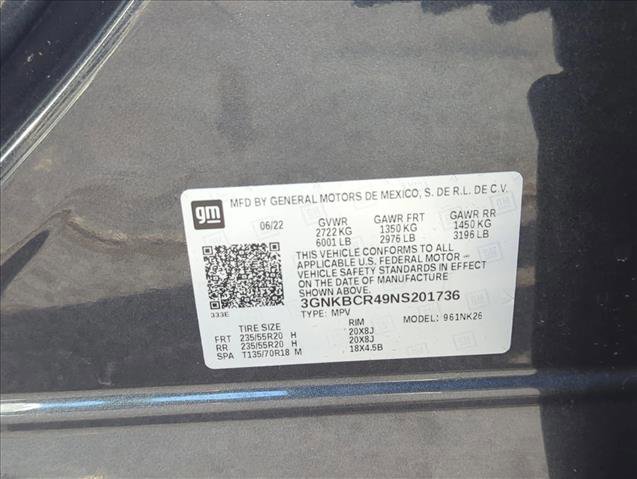 MFD BY GENERAL MOTORS DE MEXICO, S. DE R.L. DE C.V.
gm
06/22 GVWR GAWR FRT GAWR RR
2722 KG 1350 KG 1450 KG
6001 LB 2976 LB 3196 LB
THIS VEHICLE CONFORMS TO ALL
APPLICABLE U.S. FEDERAL MOTOR
VEHICLE SAFETY STANDARDS IN EFFECT
ON THE DATE OF MANUFACTURE
SHOWN ABOVE.
3GNKBCR49NS201736
333E
TYPE: MPV MODEL: 961NK26
TIRE SIZE RIM
FRT 235/55R20 H 20X8J
RR 235/55R20 H 20X8J
SPA T135/70R18 M 18X4.5B